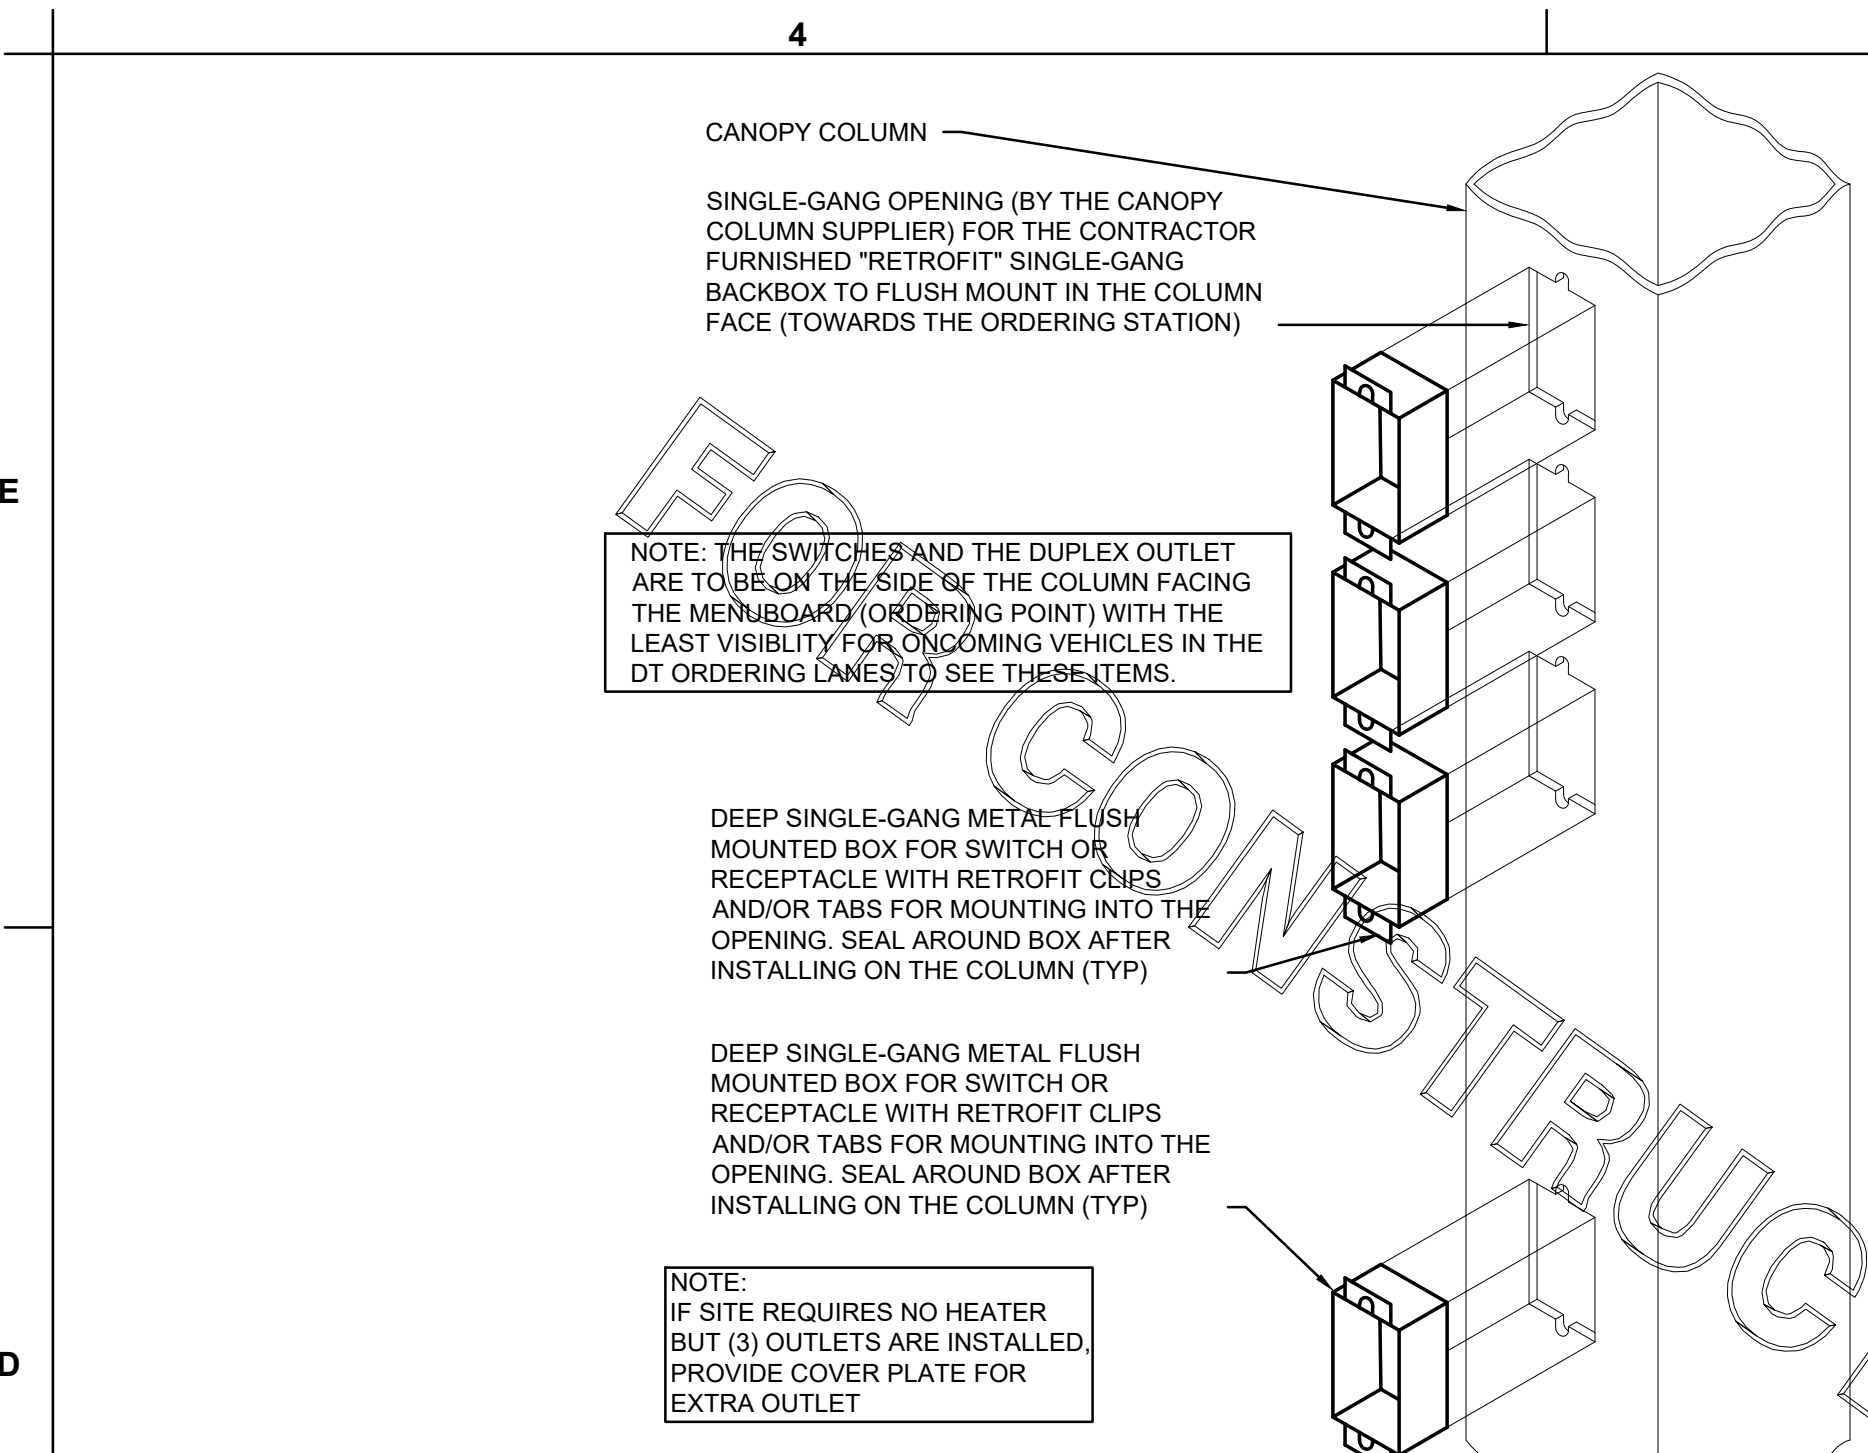 4
CANOPY COLUMN
SINGLE-GANG OPENING (BY THE CANOPY
COLUMN SUPPLIER) FOR THE CONTRACTOR
FURNISHED "RETROFIT" SINGLE-GANG
BACKBOX TO FLUSH MOUNT IN THE COLUMN
FACE (TOWARDS THE ORDERING STATION)
E
NOTE: THE SWITCHES AND THE DUPLEX OUTLET
ARE TO BE ON THE SIDE OF THE COLUMN FACING
THE MENUBOARD (ORDERING POINT) WITH THE
LEAST VISIBLITY FOR ONCOMING VEHICLES IN THE
DT ORDERING LANES TO SEE THESE ITEMS.
DEEP SINGLE-GANG METAL FLUSH
MOUNTED BOX FOR SWITCH OR
RECEPTACLE WITH RETROFIT CLIPS
AND/OR TABS FOR MOUNTING INTO THE
OPENING. SEAL AROUND BOX AFTER
INSTALLING ON THE COLUMN (TYP)
DEEP SINGLE-GANG METAL FLUSH
MOUNTED BOX FOR SWITCH OR
RECEPTACLE WITH RETROFIT CLIPS
AND/OR TABS FOR MOUNTING INTO THE
OPENING. SEAL AROUND BOX AFTER
INSTALLING ON THE COLUMN (TYP)
NOTE:
IF SITE REQUIRES NO HEATER
BUT (3) OUTLETS ARE INSTALLED,
PROVIDE COVER PLATE FOR
EXTRA OUTLET
D
FOR CONSTRUC